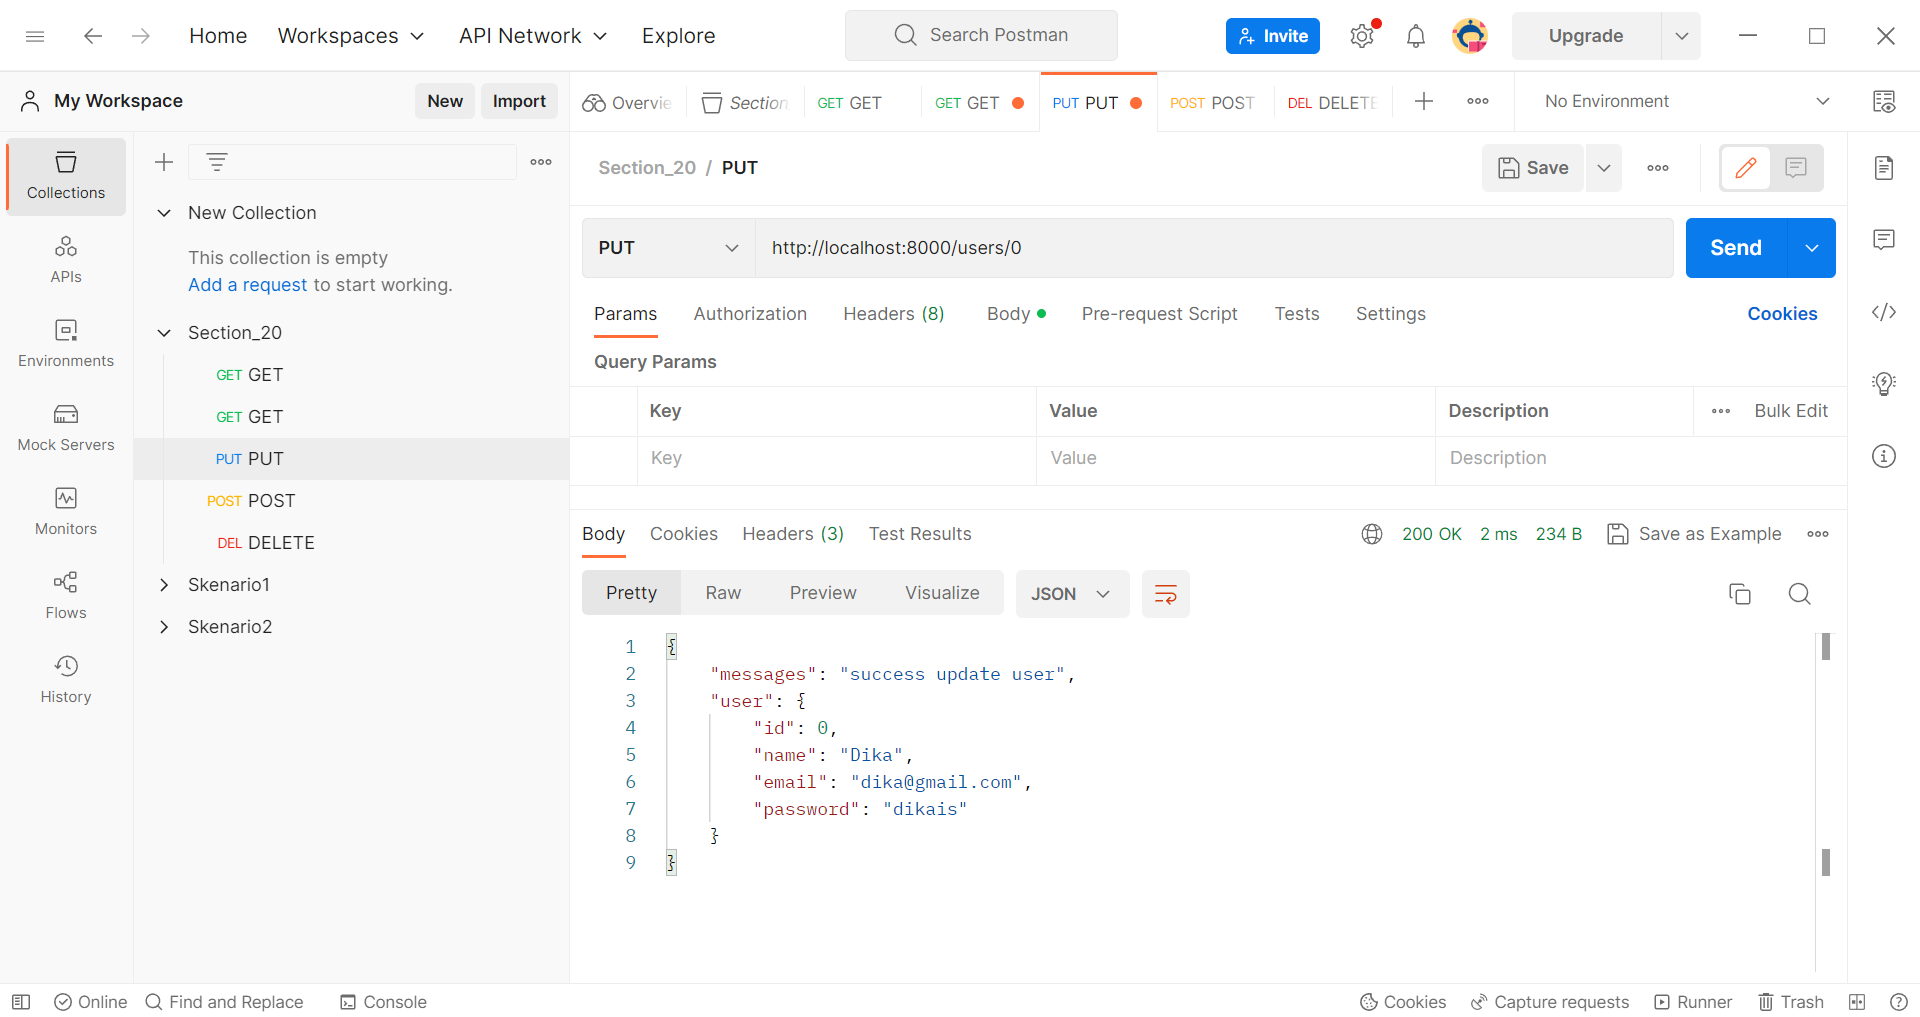 Home Workspaces API Network Explore Search Postman Invite Upgrade
My Workspace New Import Overvie Section GET GET GET GET PUT PUT POST POST DEL DELETE No Environment
Collections
APIs
Environments
Mock Servers
Monitors
Flows
History
New Collection
This collection is empty
Add a request to start working.
Section_20
GET GET
GET GET
PUT PUT
POST POST
DEL DELETE
Skenario1
Skenario2
Section_20 / PUT Save
PUT http://localhost:8000/users/0 Send
Params Authorization Headers (8) Body Pre-request Script Tests Settings Cookies
Query Params
Key Value Description Bulk Edit
Key Value Description
Body Cookies Headers (3) Test Results 200 OK 2 ms 234 B Save as Example
Pretty Raw Preview Visualize JSON
1 {
2 "messages": "success update user",
3 "user": {
4 "id": 0,
5 "name": "Dika",
6 "email": "dika@gmail.com",
7 "password": "dikais"
8 }
9 }
Online Find and Replace Console Cookies Capture requests Runner Trash